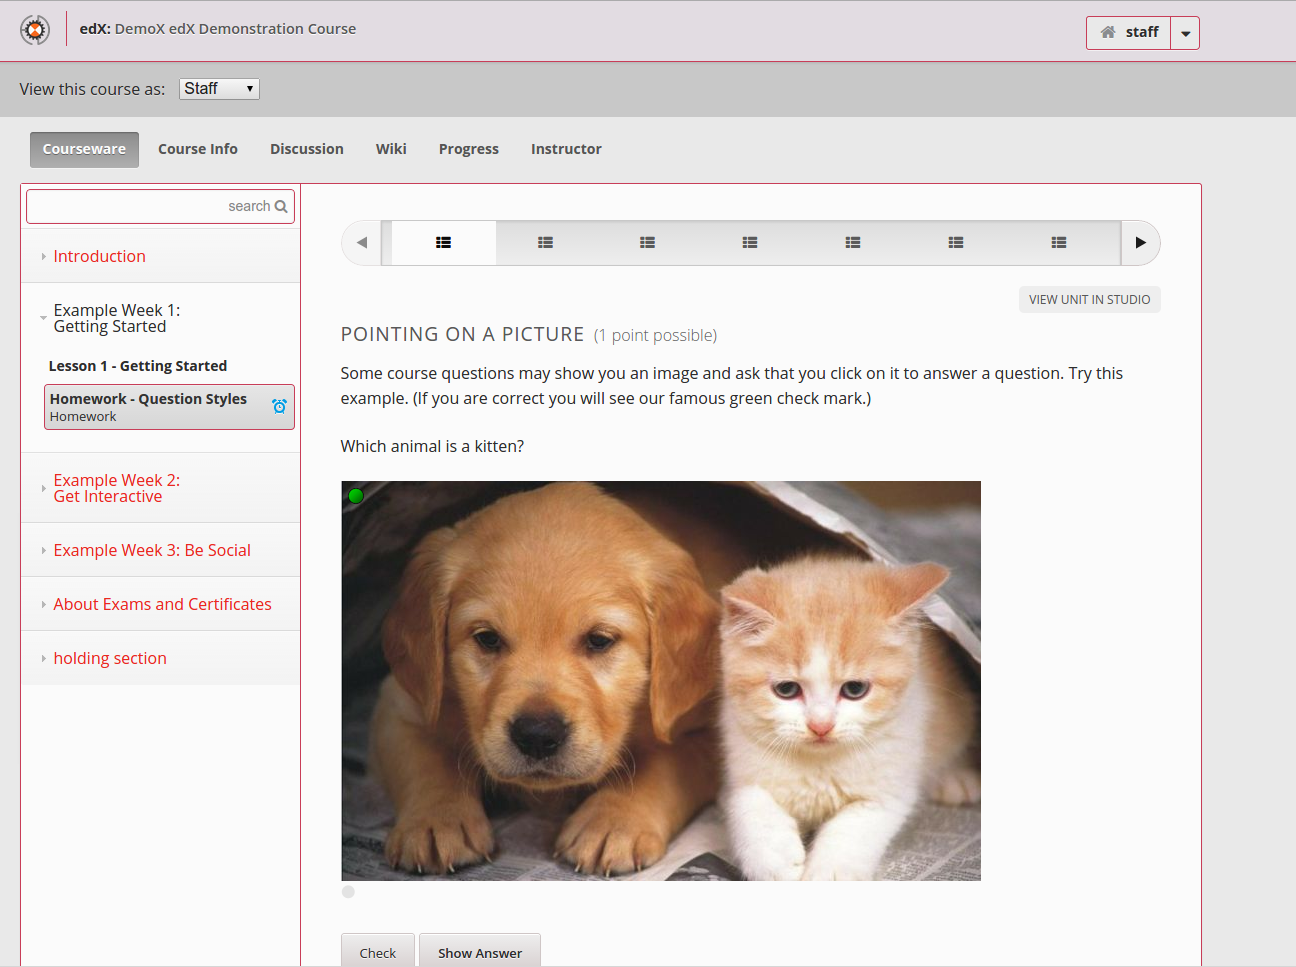 edX: DemoX edX Demonstration Course
staff
View this course as: Staff
Courseware Course Info Discussion Wiki Progress Instructor
search
Introduction
Example Week 1:
Getting Started
Lesson 1 - Getting Started
Homework - Question Styles
Homework
Example Week 2:
Get Interactive
Example Week 3: Be Social
About Exams and Certificates
holding section
VIEW UNIT IN STUDIO
POINTING ON A PICTURE (1 point possible)
Some course questions may show you an image and ask that you click on it to answer a question. Try this
example. (If you are correct you will see our famous green check mark.)
Which animal is a kitten?
Check Show Answer